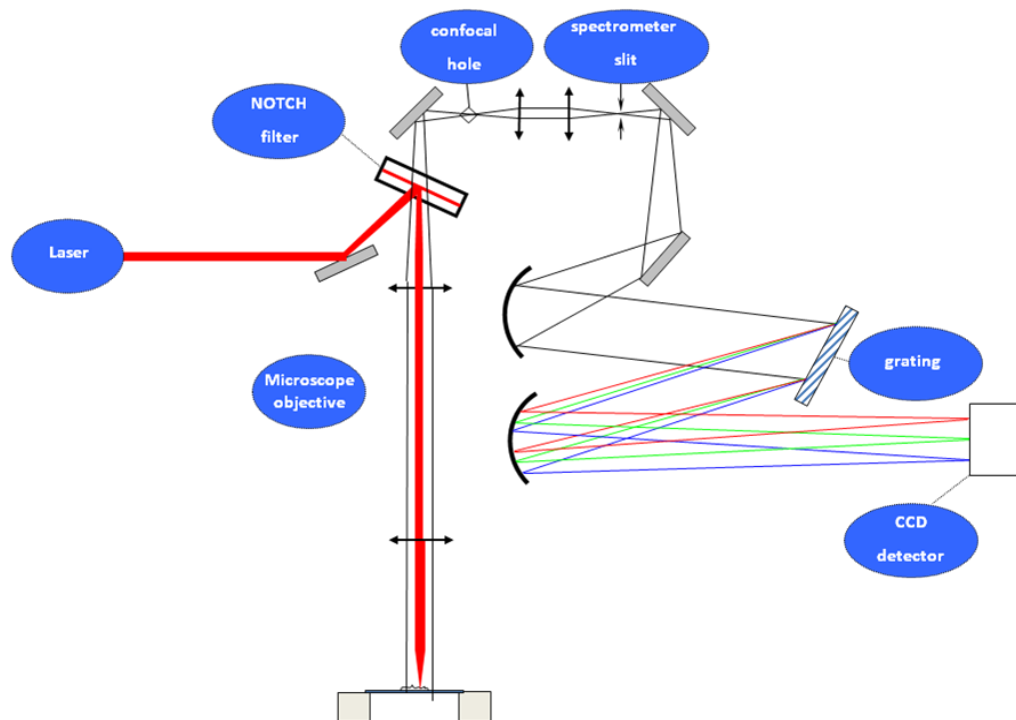 confocal
hole
spectrometer
slit
NOTCH
filter
Laser
Microscope
objective
grating
CCD
detector